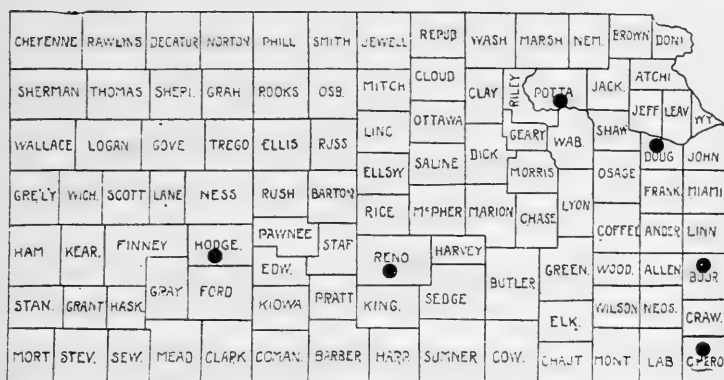 CHEYENNE RAWLINS DECATUR NORTON PHILL SMITH JEWELL REPUB WASH MARSH NEM. BROWN DONI
SHERMAN THOMAS SHERI. GRAH ROOKS OSB. MITCH CLOUD CLAY RILEY POTTA JACK. ATCHI
JEFF LEAV WY
WALLACE LOGAN GOVE TREGO ELLIS RUSS LINC OTTAWA DICK GEARY WAB. SHAW DOUG JOHN
ELLSW SALINE MORRIS OSAGE
GRE'LY WICH. SCOTT LANE NESS RUSH BARTON RICE McPHER MARION CHASE LYON FRANK. MIAMI
COFFEE ANDER LINN
HAM KEAR. FINNEY HODGE. PAWNEE STAF RENO HARVEY
EDW. BUTLER GREEN. WOOD. ALLEN BOUR
STAN. GRANT HASK. GRAY FORD KIOWA PRATT KING. SEDGE WILSON NEOS. CRAW.
ELK.
MORT STEV. SEW. MEAD CLARK COMAN. BARBER HARP SUMNER COW. CHAUT MONT LAB CHERO